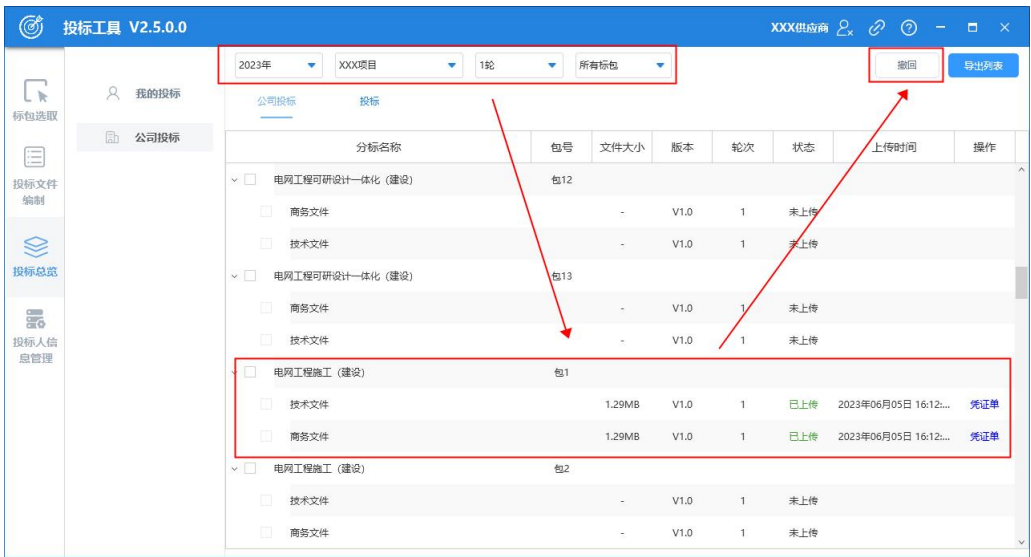 投标工具 V2.5.0.0 XXX供应商
2023年 XXX项目 1轮 所有标包 撤回 导出列表
标包选取
投标文件
编制
投标总览
投标人信
息管理
我的投标
公司投标
公司投标 投标
分标名称 包号 文件大小 版本 轮次 状态 上传时间 操作
电网工程可研设计一体化（建设） 包12
商务文件 - V1.0 1 未上传
技术文件 - V1.0 1 未上传
电网工程可研设计一体化（建设） 包13
商务文件 - V1.0 1 未上传
技术文件 - V1.0 1 未上传
电网工程施工（建设） 包1
技术文件 1.29MB V1.0 1 已上传 2023年06月05日 16:12:... 凭证单
商务文件 1.29MB V1.0 1 已上传 2023年06月05日 16:12:... 凭证单
电网工程施工（建设） 包2
技术文件 - V1.0 1 未上传
商务文件 - V1.0 1 未上传